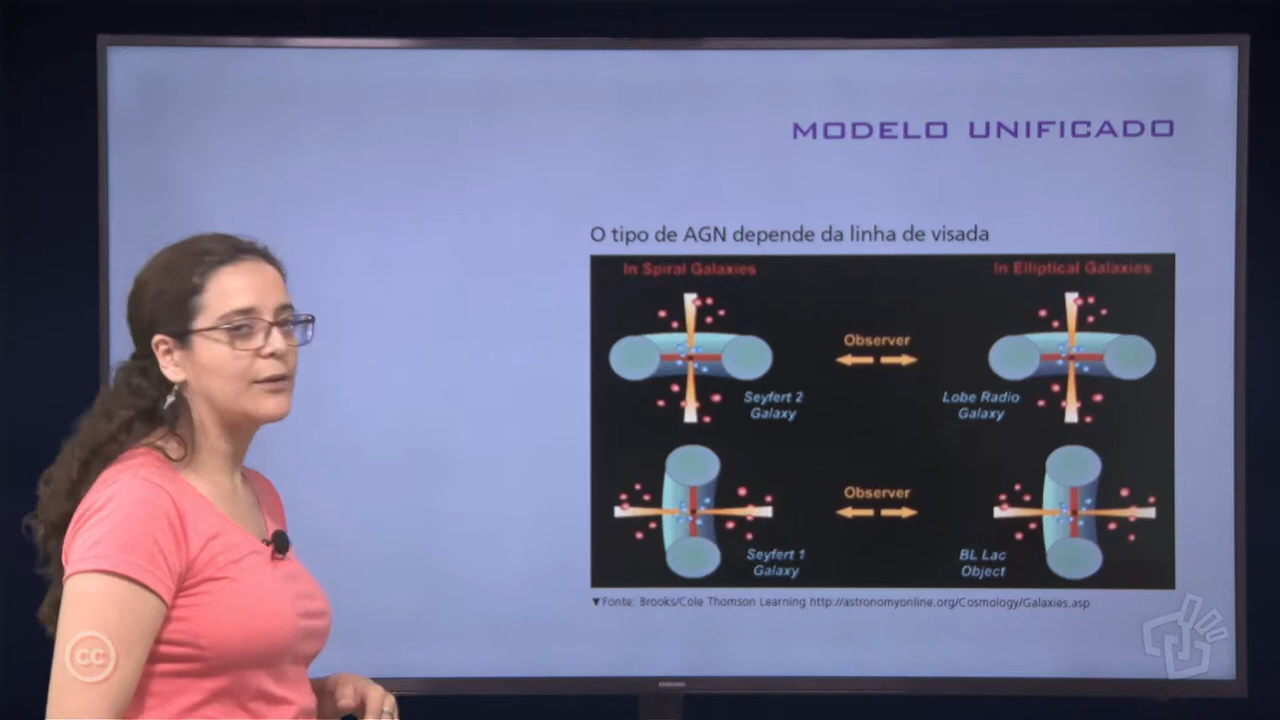 MODELO UNIFICADO
O tipo de AGN depende da linha de visada
In Spiral Galaxies
In Elliptical Galaxies
Observer
Seyfert 2
Galaxy
Lobe Radio
Galaxy
Observer
Seyfert 1
Galaxy
BL Lac
Object
▼Fonte: Brooks/Cole Thomson Learning http://astronomyonline.org/Cosmology/Galaxies.asp
SAMSUNG
cc